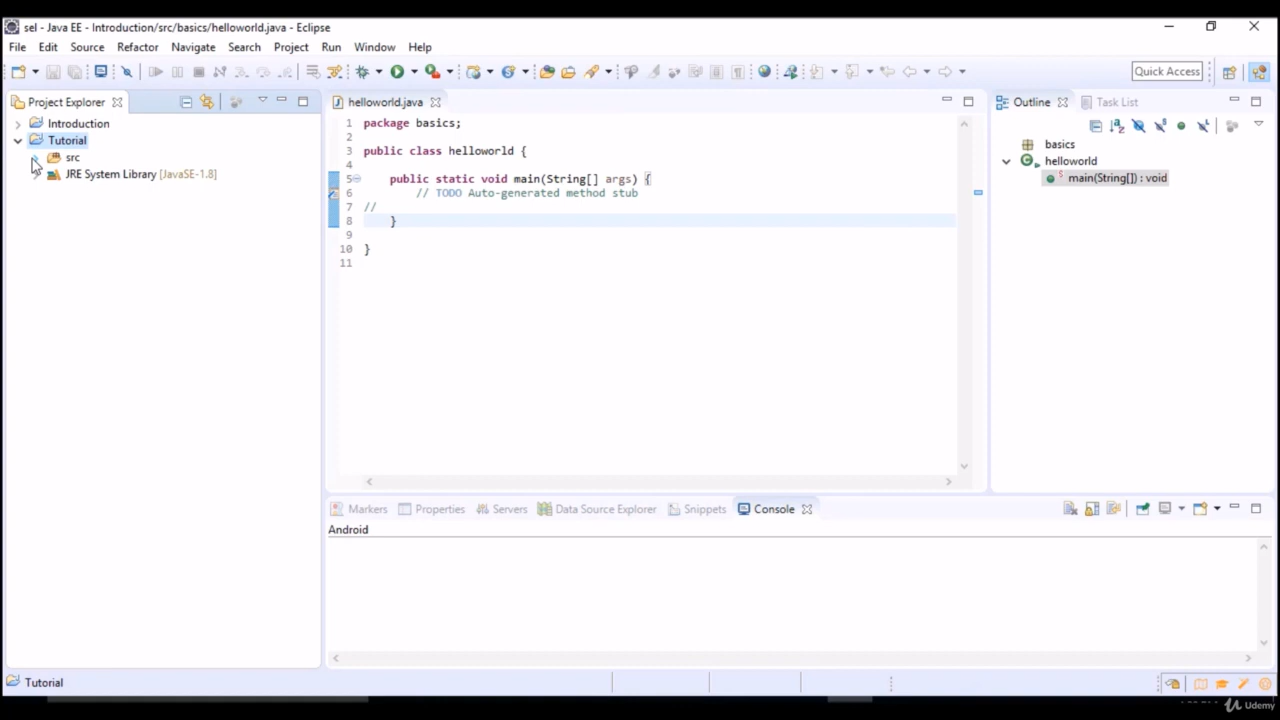 sel - Java EE - Introduction/src/basics/helloworld.java - Eclipse
File Edit Source Refactor Navigate Search Project Run Window Help
Quick Access
Project Explorer
Introduction
Tutorial
src
JRE System Library [JavaSE-1.8]
helloworld.java
1 package basics;
2
3 public class helloworld {
4
5 public static void main(String[] args) {
6 // TODO Auto-generated method stub
7 //
8 }
9
10 }
11
Outline Task List
basics
helloworld
main(String[]) : void
Markers Properties Servers Data Source Explorer Snippets Console
Android
Tutorial
Udemy